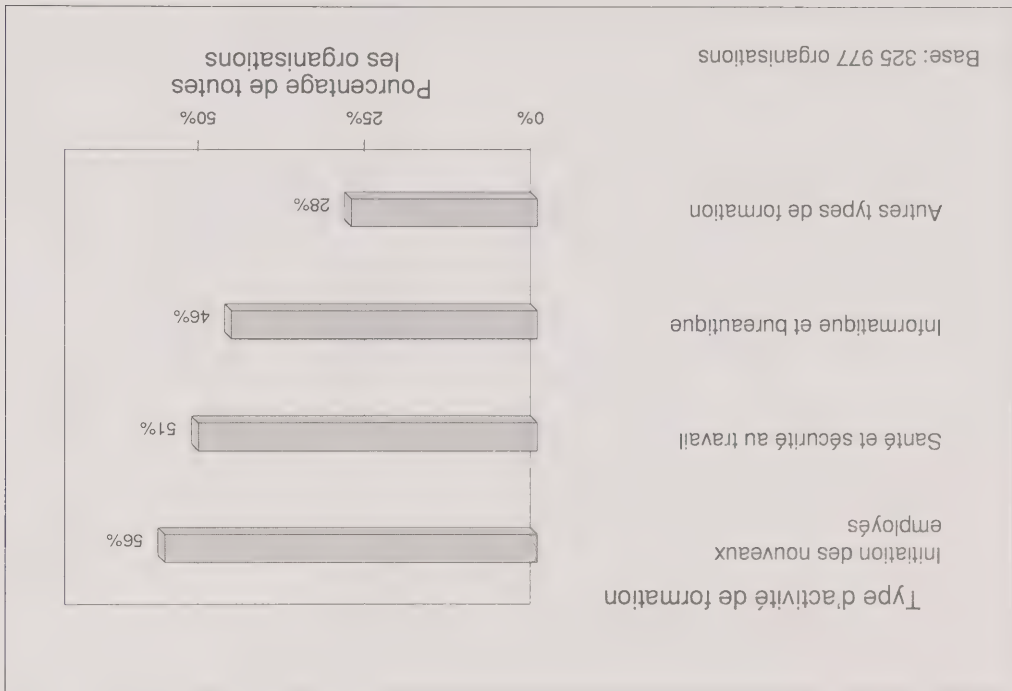 Type d'activité de formation
Initiation des nouveaux
employés
56%
Santé et sécurité au travail
51%
Informatique et bureautique
46%
Autres types de formation
28%
0%
25%
50%
Pourcentage de toutes
les organisations
Base: 325 977 organisations